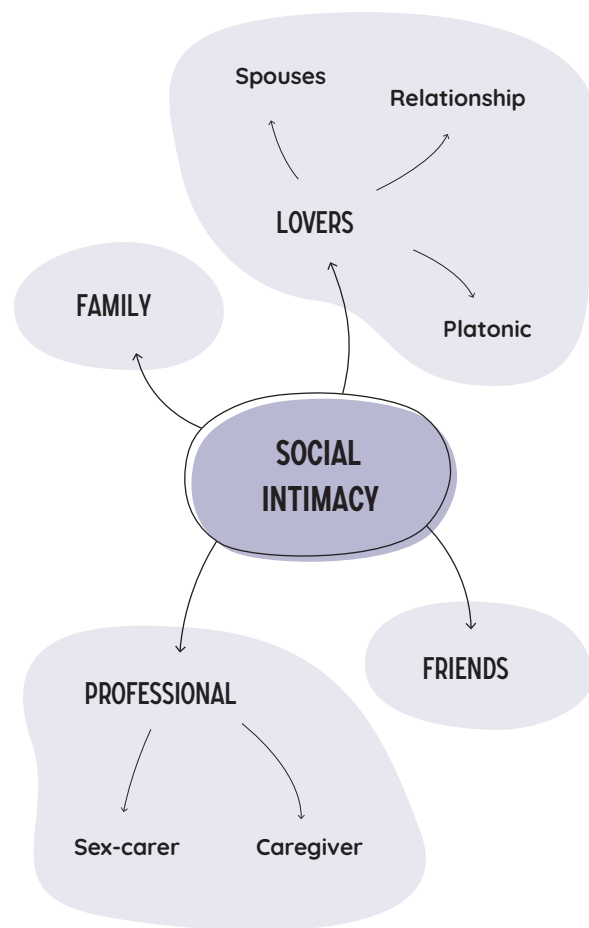 Spouses
Relationship
LOVERS
FAMILY
Platonic
SOCIAL
INTIMACY
FRIENDS
PROFESSIONAL
Sex-carer
Caregiver